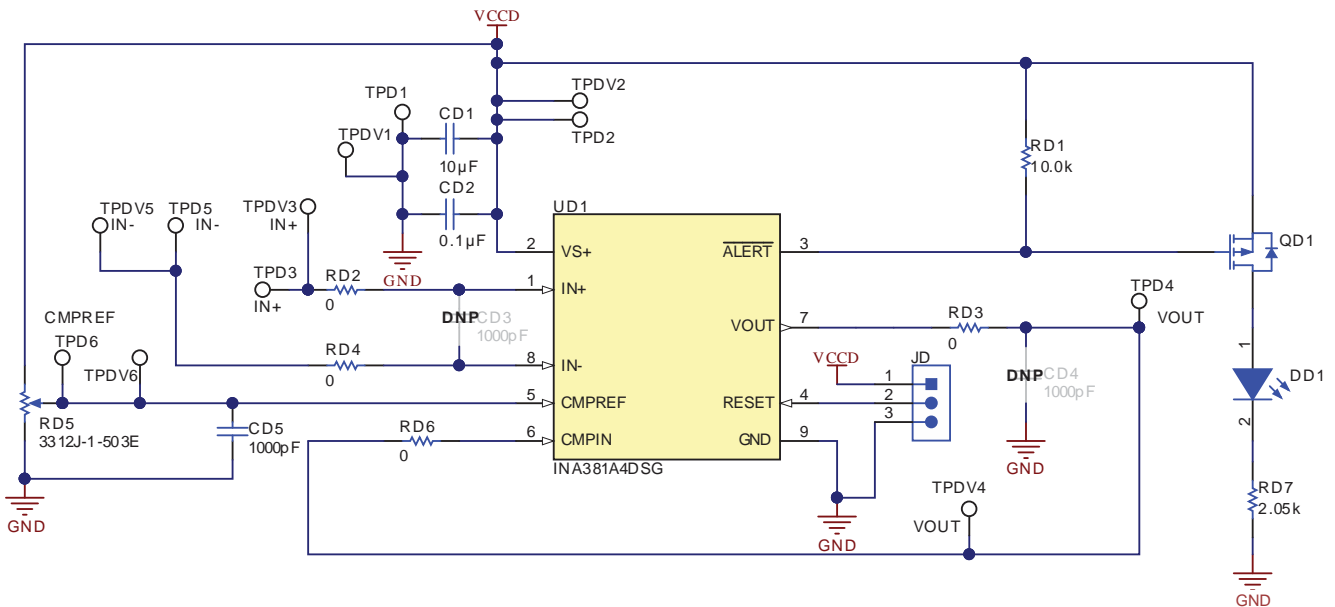 VCCD
TPDV2
TPD2
TPD1
TPDV1
CD1
10µF
CD2
0.1µF
GND
RD1
10.0k
QD1
TPDV5
IN-
TPD5
IN-
TPDV3
IN+
TPD3
IN+
RD2
0
DNP
CD3
1000pF
RD4
0
CMPREF
TPD6
TPDV6
RD5
3312J-1-503E
CD5
1000pF
GND
RD6
0
UD1
2
VS+
1
IN+
8
IN-
5
CMPREF
6
CMPIN
ALERT
3
VOUT
7
RESET
4
GND
9
INA381A4DSG
VCCD
JD
1
2
3
GND
RD3
0
DNP
CD4
1000pF
GND
TPD4
VOUT
TPDV4
VOUT
1
DD1
2
RD7
2.05k
GND